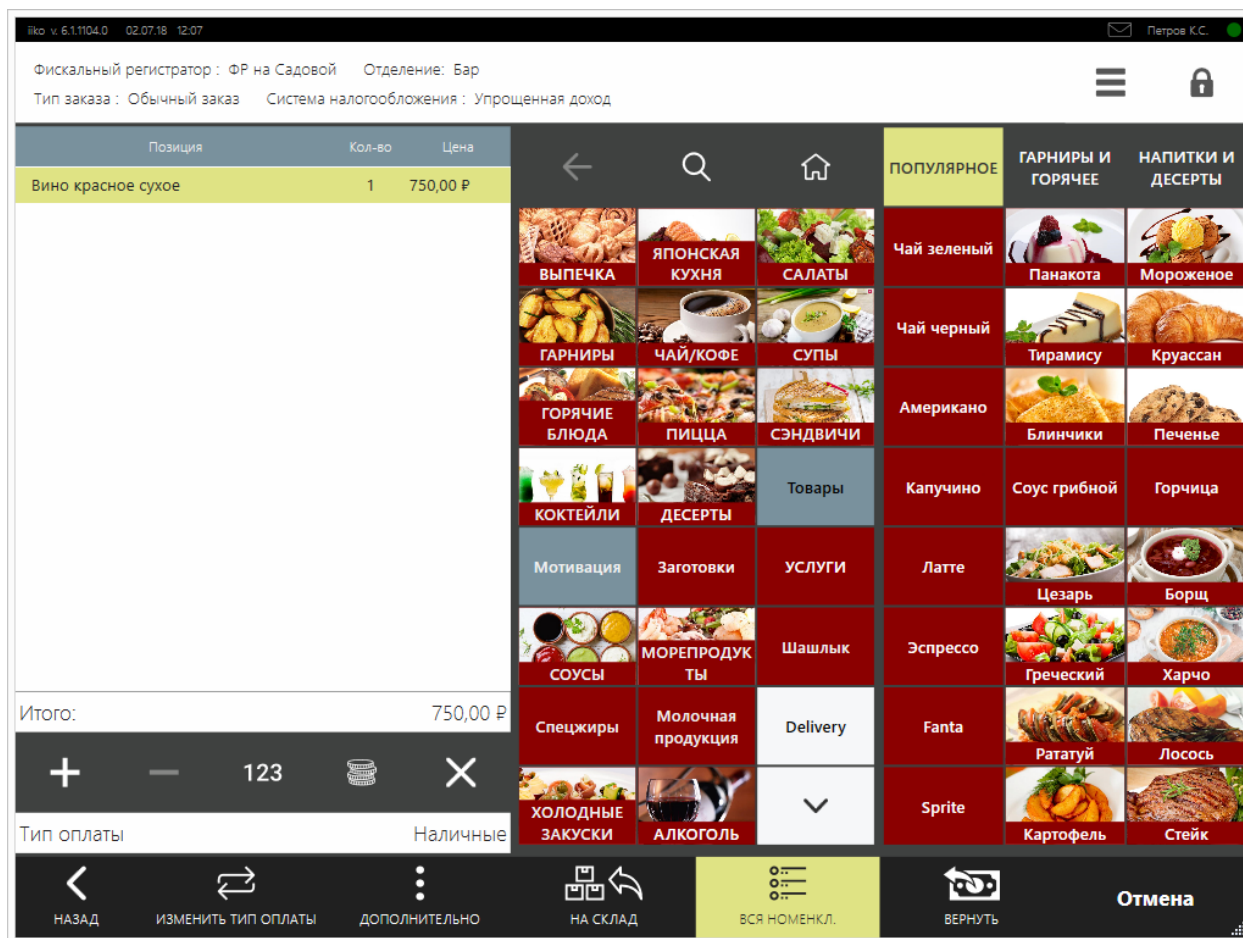 iiko v. 6.1.1104.0 02.07.18 12:07 Петров К.С.
Фискальный регистратор : ФР на Садовой Отделение: Бар
Тип заказа : Обычный заказ Система налогообложения : Упрощенная доход
Позиция Кол-во Цена
Вино красное сухое 1 750,00 ₽
Итого: 750,00 ₽
123
Тип оплаты Наличные
ВЫПЕЧКА
ЯПОНСКАЯ
КУХНЯ
САЛАТЫ
ГАРНИРЫ
ЧАЙ/КОФЕ
СУПЫ
ГОРЯЧИЕ
БЛЮДА
ПИЦЦА
СЭНДВИЧИ
КОКТЕЙЛИ
ДЕСЕРТЫ
Товары
Мотивация
Заготовки
УСЛУГИ
СОУСЫ
МОРЕПРОДУК
ТЫ
Шашлык
Спецжиры
Молочная
продукция
Delivery
ХОЛОДНЫЕ
ЗАКУСКИ
АЛКОГОЛЬ
ПОПУЛЯРНОЕ
ГАРНИРЫ И
ГОРЯЧЕЕ
НАПИТКИ И
ДЕСЕРТЫ
Чай зеленый
Панакота
Мороженое
Чай черный
Тирамису
Круассан
Американо
Блинчики
Печенье
Капучино
Соус грибной
Горчица
Латте
Цезарь
Борщ
Эспрессо
Греческий
Харчо
Fanta
Рататуй
Лосось
Sprite
Картофель
Стейк
НАЗАД
ИЗМЕНИТЬ ТИП ОПЛАТЫ
ДОПОЛНИТЕЛЬНО
НА СКЛАД
ВСЯ НОМЕНКЛ.
ВЕРНУТЬ
Отмена